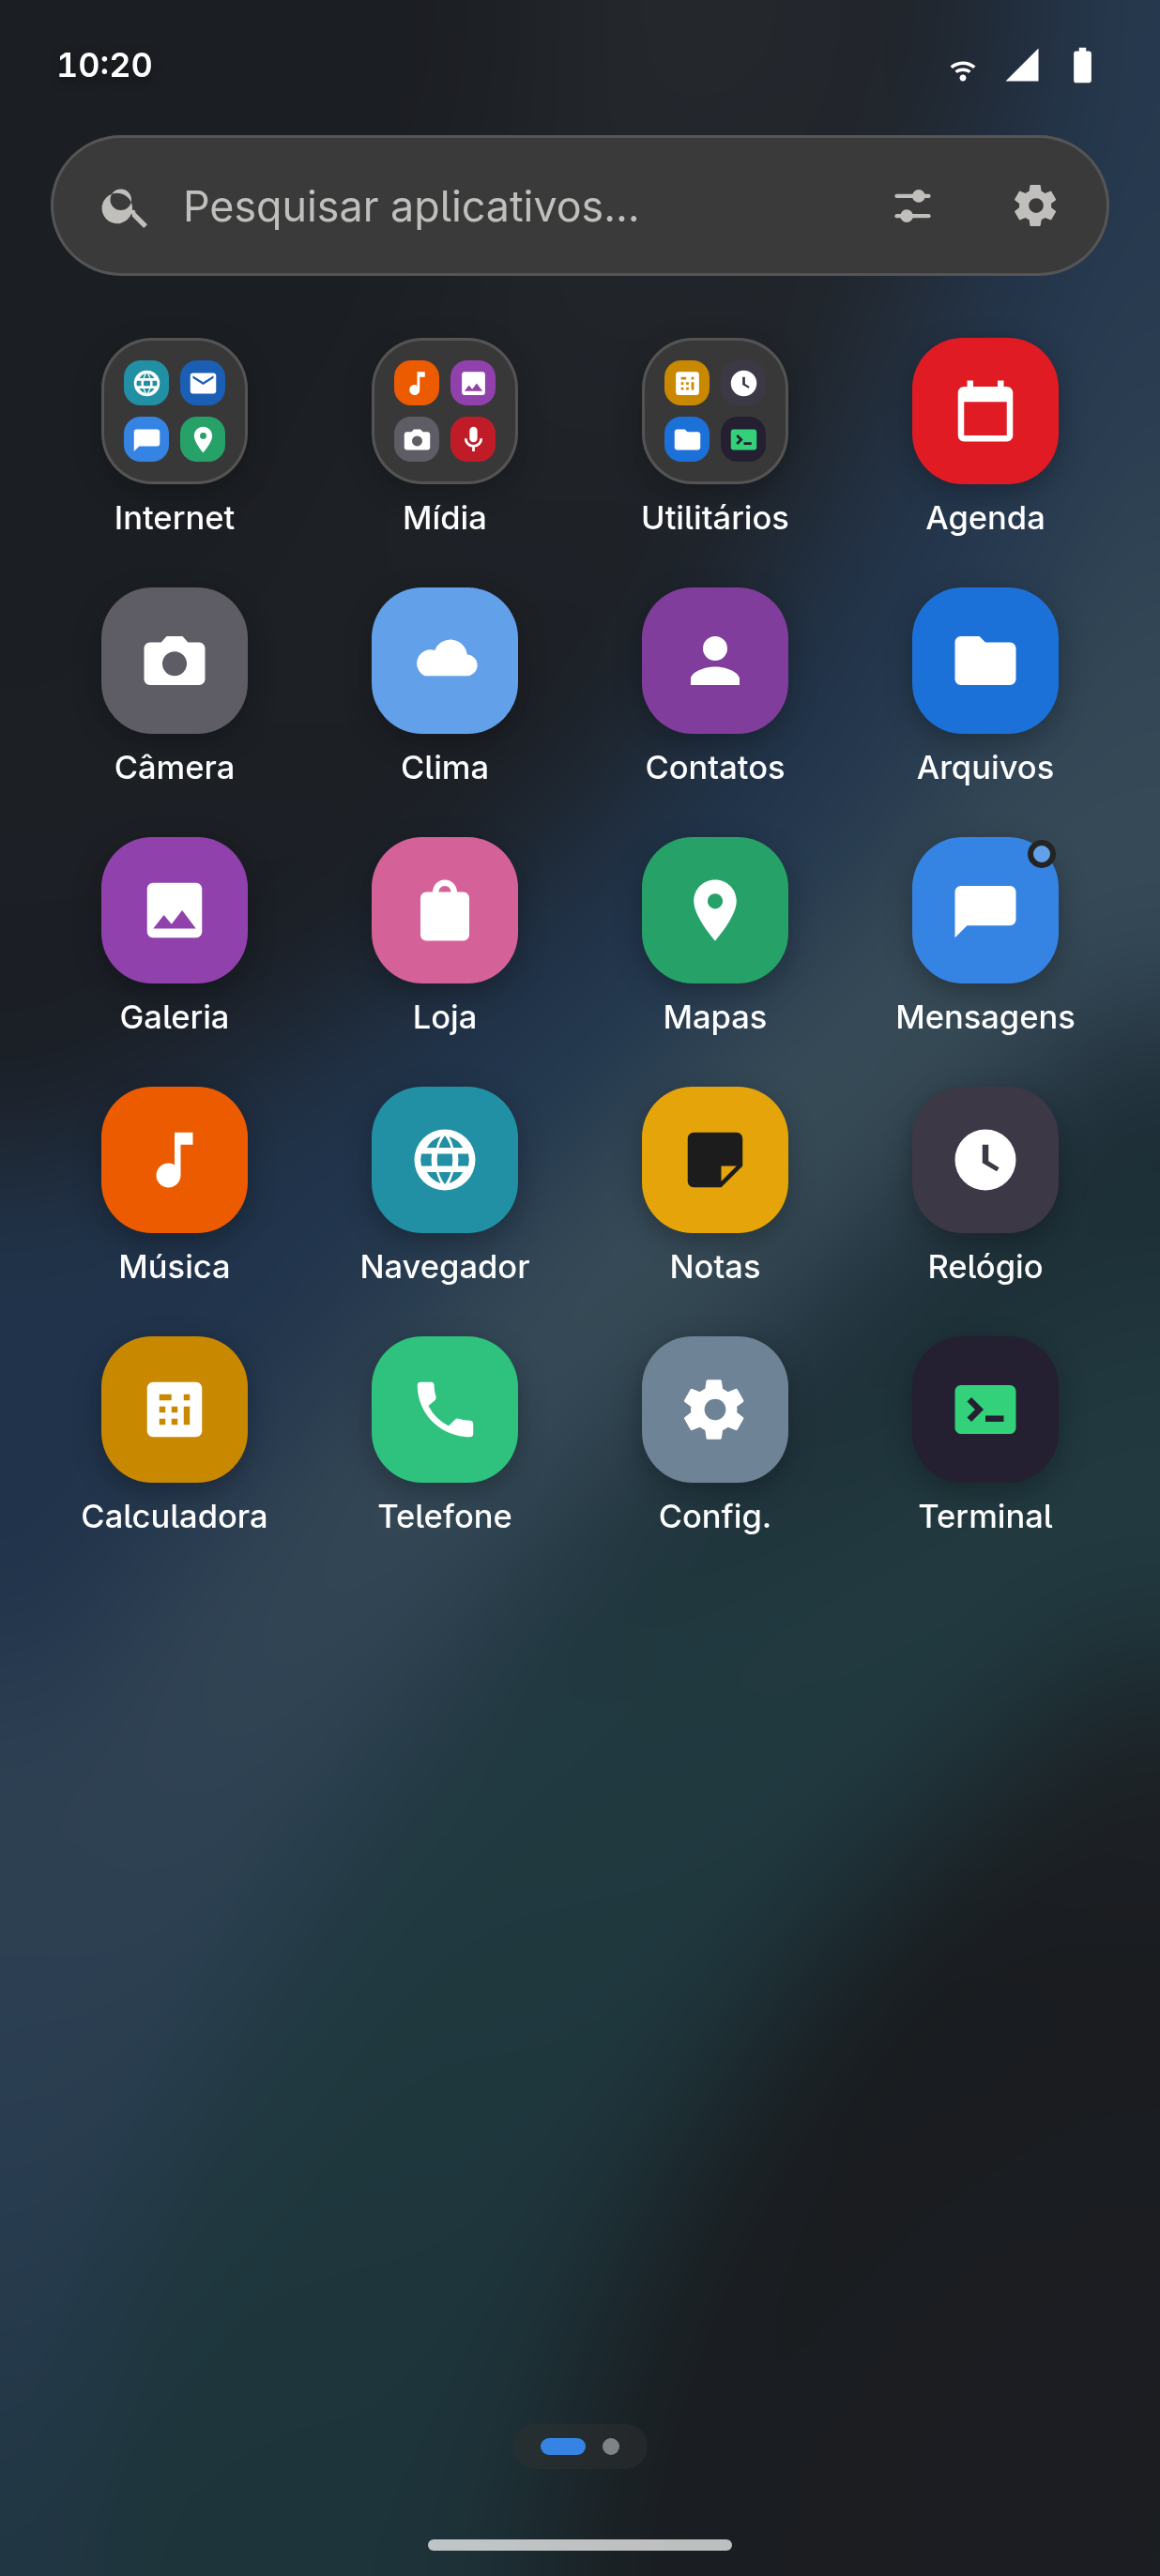 10:20
Pesquisar aplicativos...
Internet
Mídia
Utilitários
Agenda
Câmera
Clima
Contatos
Arquivos
Galeria
Loja
Mapas
Mensagens
Música
Navegador
Notas
Relógio
Calculadora
Telefone
Config.
Terminal